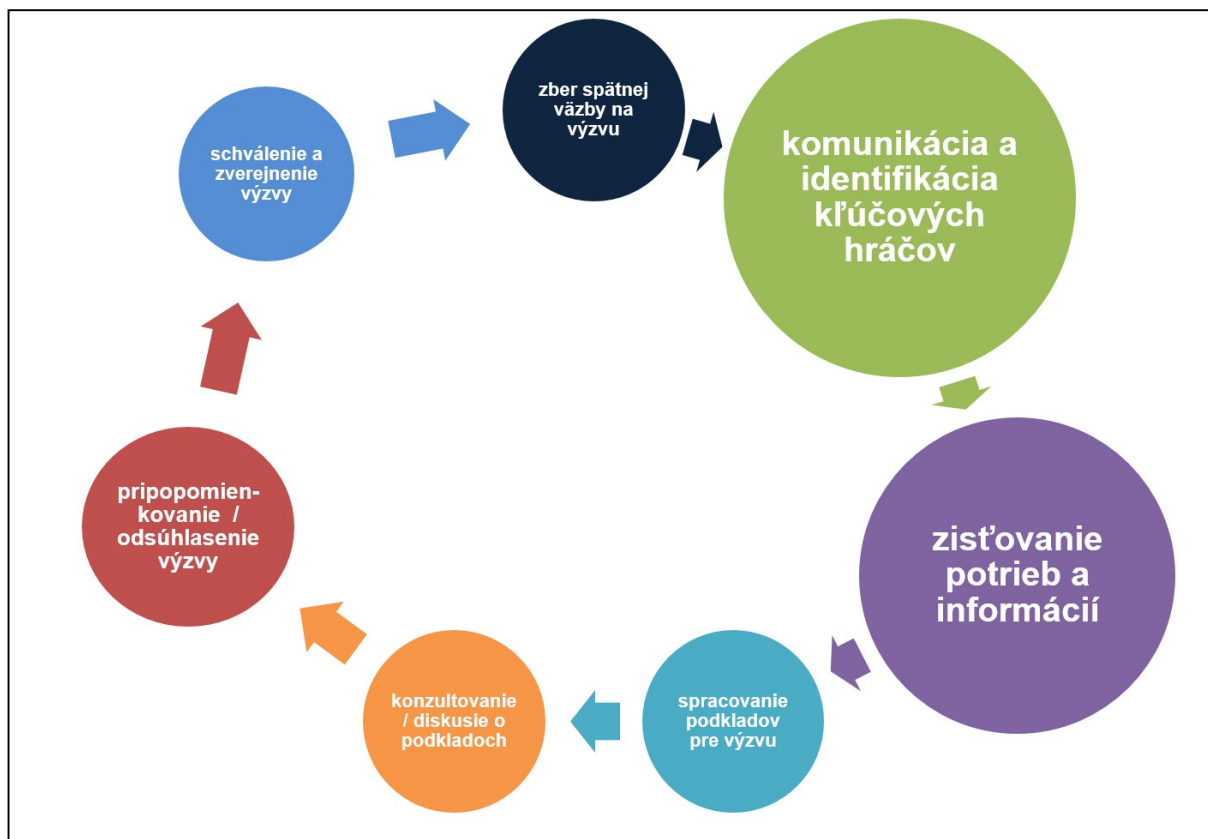 zber spätnej
väzby na
výzvu
komunikácia a
identifikácia
kľúčových
hráčov
zisťovanie
potrieb a
informácií
spracovanie
podkladov
pre výzvu
konzultovanie
/ diskusie o
podkladoch
pripopomien-
kovanie /
odsúhlasenie
výzvy
schválenie a
zverejnenie
výzvy